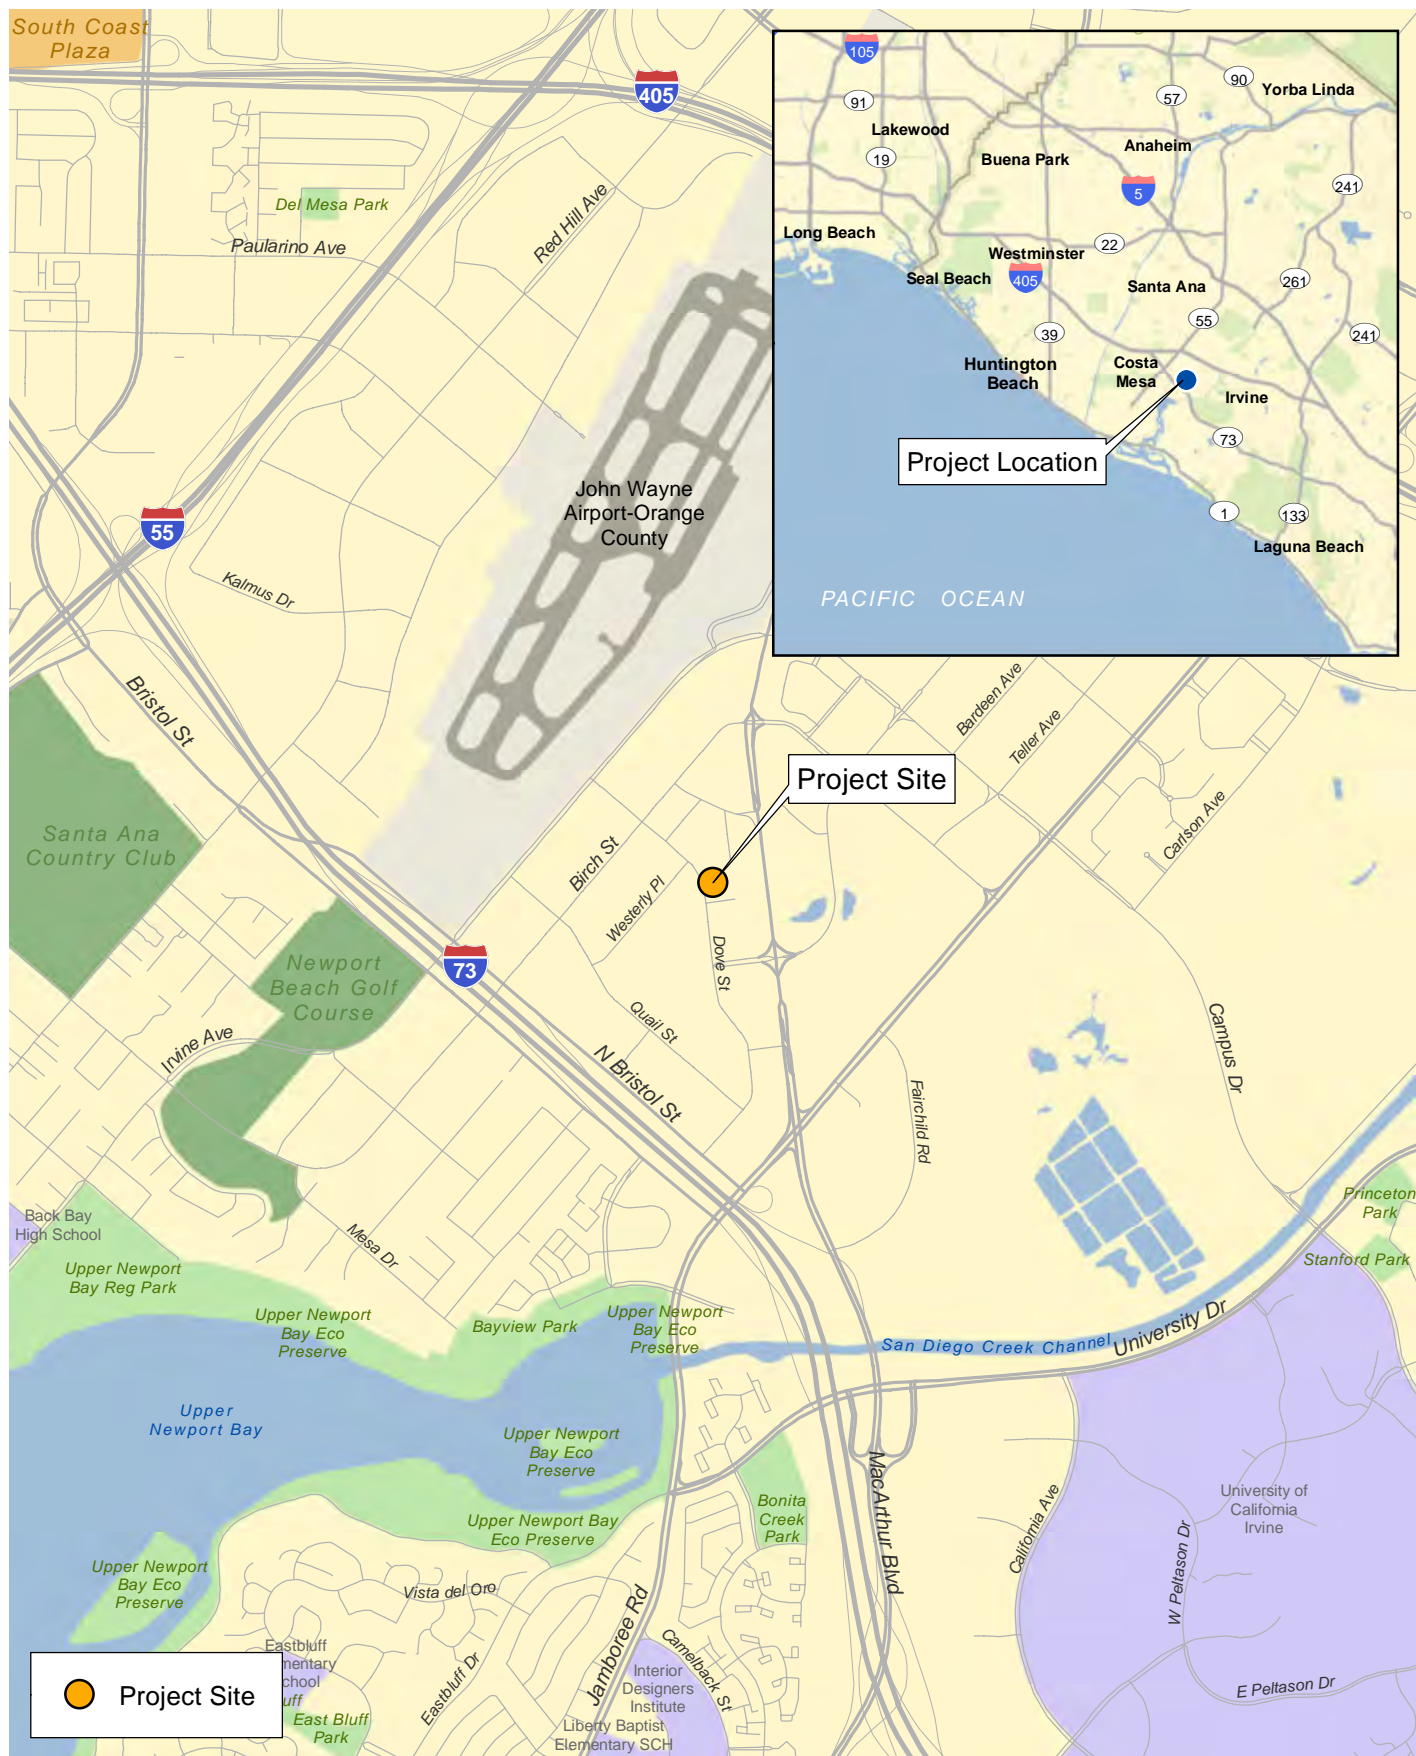 South Coast
Plaza
405
Del Mesa Park
Paularino Ave
Red Hill Ave
John Wayne
Airport-Orange
County
55
Kalmus Dr
Bristol St
Santa Ana
Country Club
Newport
Beach Golf
Course
73
Irvine Ave
Birch St
Westerly Pl
Project Site
Dove St
Quail St
N Bristol St
Bardeen Ave
Teller Ave
Carlson Ave
Campus Dr
Fairchild Rd
Mesa Dr
Back Bay
High School
Upper Newport
Bay Reg Park
Upper Newport
Bay Eco
Preserve
Bayview Park
Upper Newport
Bay Eco
Preserve
San Diego Creek Channel
University Dr
Princeton
Park
Stanford Park
Upper
Newport Bay
Upper Newport
Bay Eco
Preserve
Upper Newport Bay
Eco Preserve
Upper Newport
Bay Eco
Preserve
Bonita
Creek
Park
MacArthur Blvd
California Ave
University of
California
Irvine
W Peltason Dr
E Peltason Dr
Vista del Oro
Eastbluff Dr
Jamboree Rd
Camelback St
Interior
Designers
Institute
Liberty Baptist
Elementary SCH
Eastbluff
mentary
chool
uff
East Bluff
Park
Project Site
105
91
Lakewood
19
Buena Park
57
90
Yorba Linda
Anaheim
5
241
Long Beach
22
Westminster
Seal Beach
405
Santa Ana
261
55
39
241
Huntington
Beach
Costa
Mesa
Irvine
73
Project Location
1
133
Laguna Beach
PACIFIC OCEAN